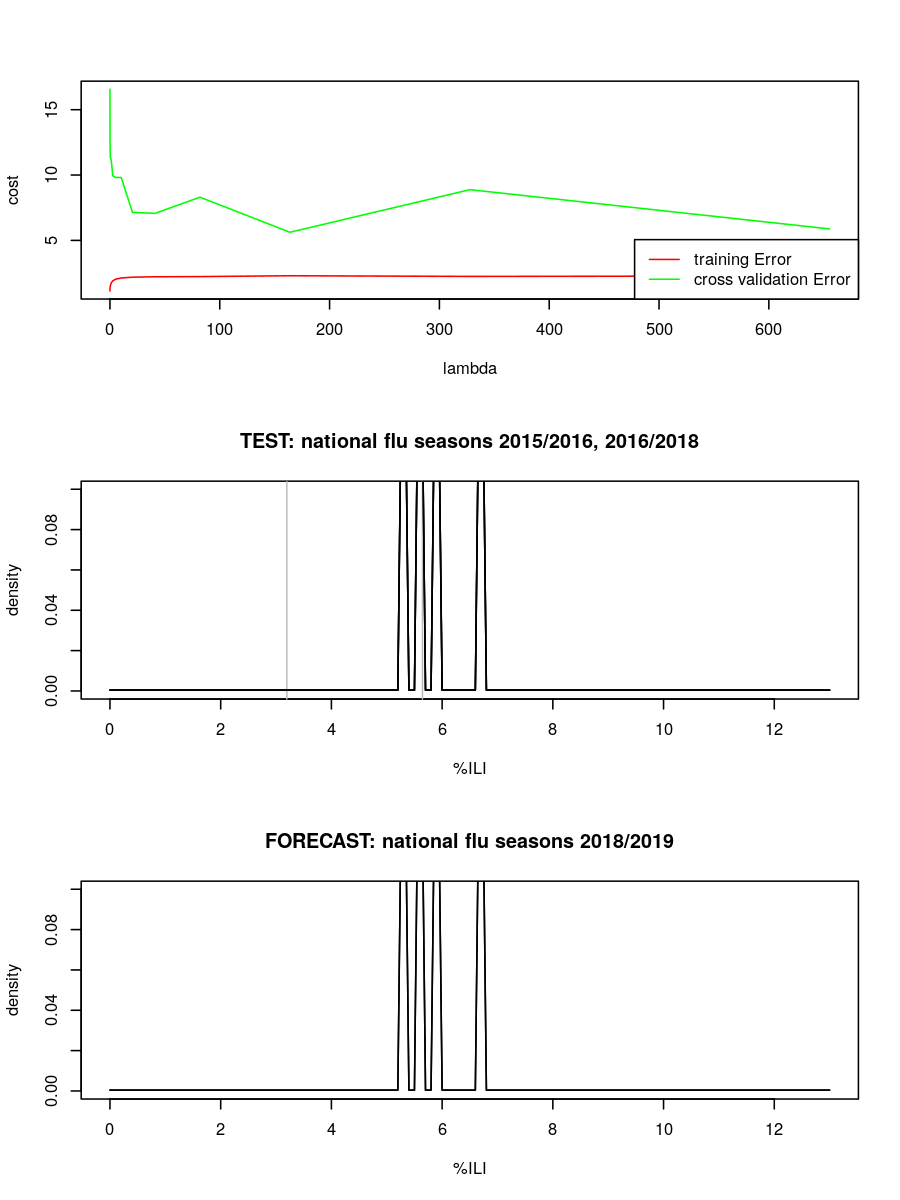 15
10
5
cost
training Error
cross validation Error
0 100 200 300 400 500 600
lambda
TEST: national flu seasons 2015/2016, 2016/2018
0.08
0.04
0.00
density
0 2 4 6 8 10 12
%ILI
FORECAST: national flu seasons 2018/2019
0.08
0.04
0.00
density
0 2 4 6 8 10 12
%ILI